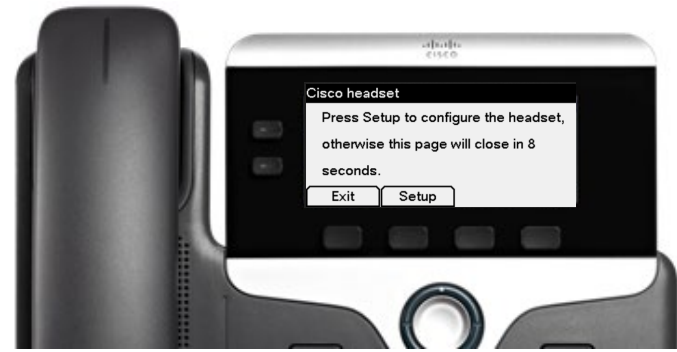 CISCO
Cisco headset
Press Setup to configure the headset,
otherwise this page will close in 8
seconds.
Exit Setup